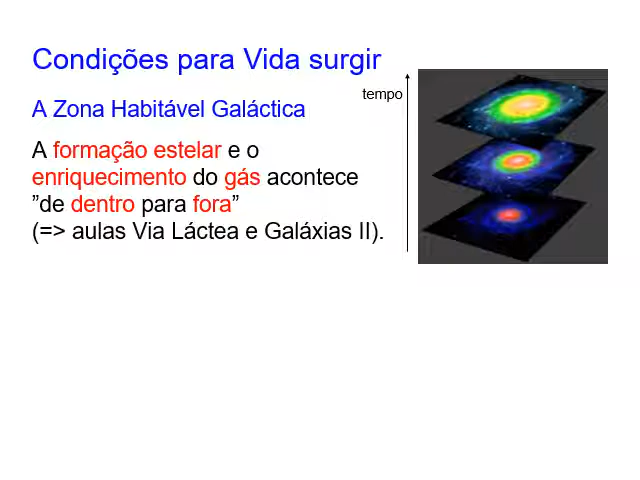 Condições para Vida surgir
tempo
A Zona Habitável Galáctica
A formação estelar e o
enriquecimento do gás acontece
”de dentro para fora”
(=> aulas Via Láctea e Galáxias II).